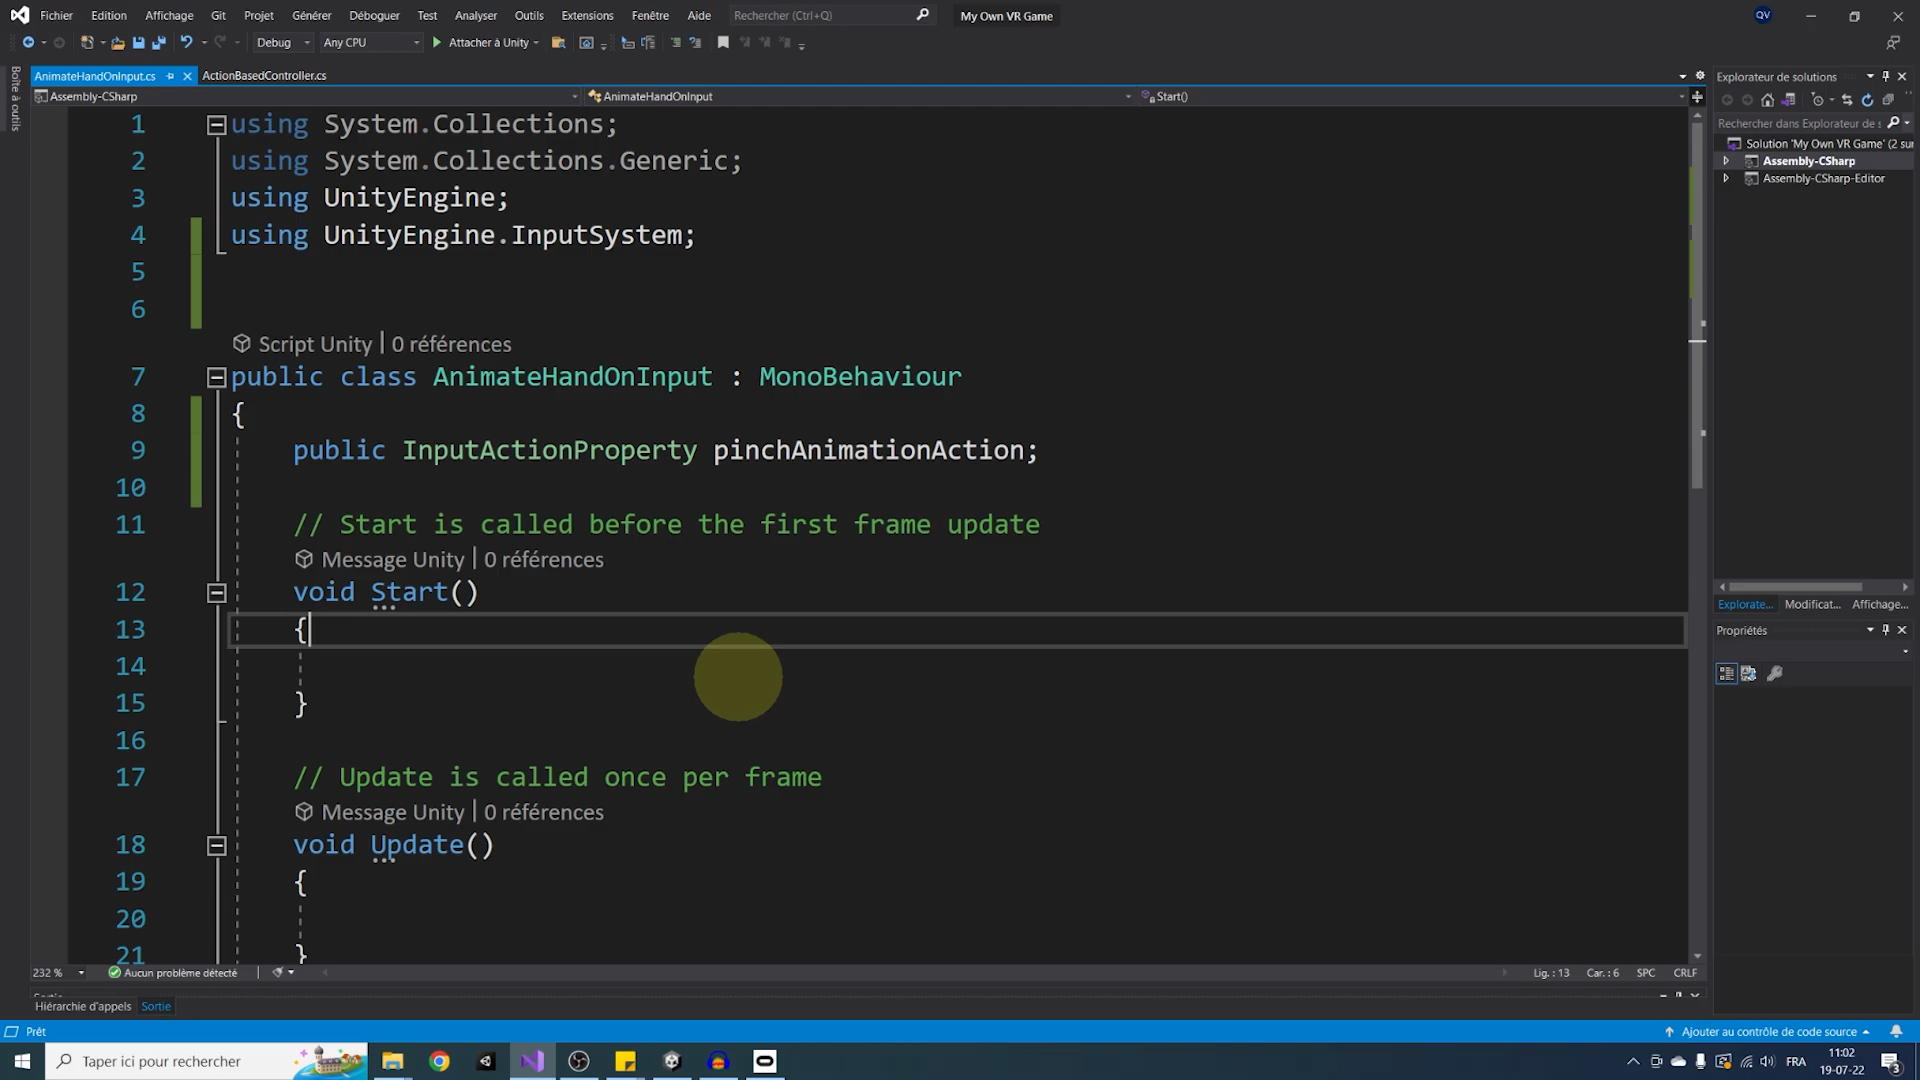 Fichier Edition Affichage Git Projet Générer Déboguer Test Analyser Outils Extensions Fenêtre Aide Rechercher (Ctrl+Q) My Own VR Game QV
Debug Any CPU Attacher à Unity
Boîte à outils
AnimateHandOnInput.cs ActionBasedController.cs
Assembly-CSharp AnimateHandOnInput Start()
1 using System.Collections;
2 using System.Collections.Generic;
3 using UnityEngine;
4 using UnityEngine.InputSystem;
5
6
Script Unity | 0 références
7 public class AnimateHandOnInput : MonoBehaviour
8 {
9 public InputActionProperty pinchAnimationAction;
10
11 // Start is called before the first frame update
Message Unity | 0 références
12 void Start()
13 {
14
15 }
16
17 // Update is called once per frame
Message Unity | 0 références
18 void Update()
19 {
20
21 }
232 % Aucun problème détecté Lig. : 13 Car. : 6 SPC CRLF
Sortie
Hiérarchie d'appels Sortie
Explorateur de solutions
Rechercher dans Explorateur de s
Solution 'My Own VR Game' (2 sur
Assembly-CSharp
Assembly-CSharp-Editor
Explorate... Modificat... Affichage...
Propriétés
Prêt Ajouter au contrôle de code source
Taper ici pour rechercher FRA 11:02
19-07-22 3